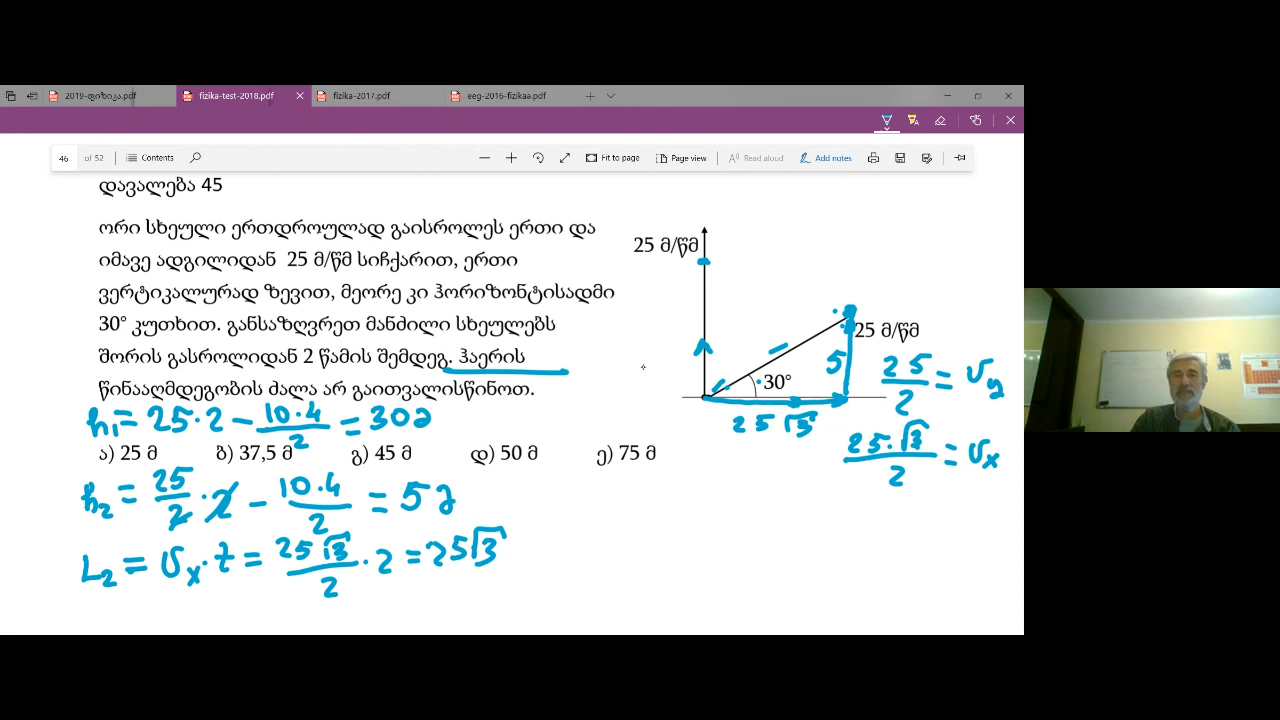 2019-ფიზიკა.pdf
fizika-test-2018.pdf
fizika-2017.pdf
eeg-2016-fizikaa.pdf
46 of 52
Contents
Fit to page
Page view
Read aloud
Add notes
დავალება 45
ორი სხეული ერთდროულად გაისროლეს ერთი და
იმავე ადგილიდან 25 მ/წმ სიჩქარით, ერთი
ვერტიკალურად ზევით, მეორე კი ჰორიზონტისადმი
30° კუთხით. განსაზღვრეთ მანძილი სხეულებს
შორის გასროლიდან 2 წამის შემდეგ. ჰაერის
წინააღმდეგობის ძალა არ გაითვალისწინოთ.
h₁ = 25·2 − 10·4/2 = 30მ
ა) 25 მ ბ) 37,5 მ გ) 45 მ დ) 50 მ ე) 75 მ
h₂ = 25/2 · 2 − 10·4/2 = 5მ
L₂ = υₓ·t = 25√3/2 · 2 = 25√3
25 მ/წმ
25 მ/წმ
5
30°
25√3
25/2 = υy
25·√3/2 = υx